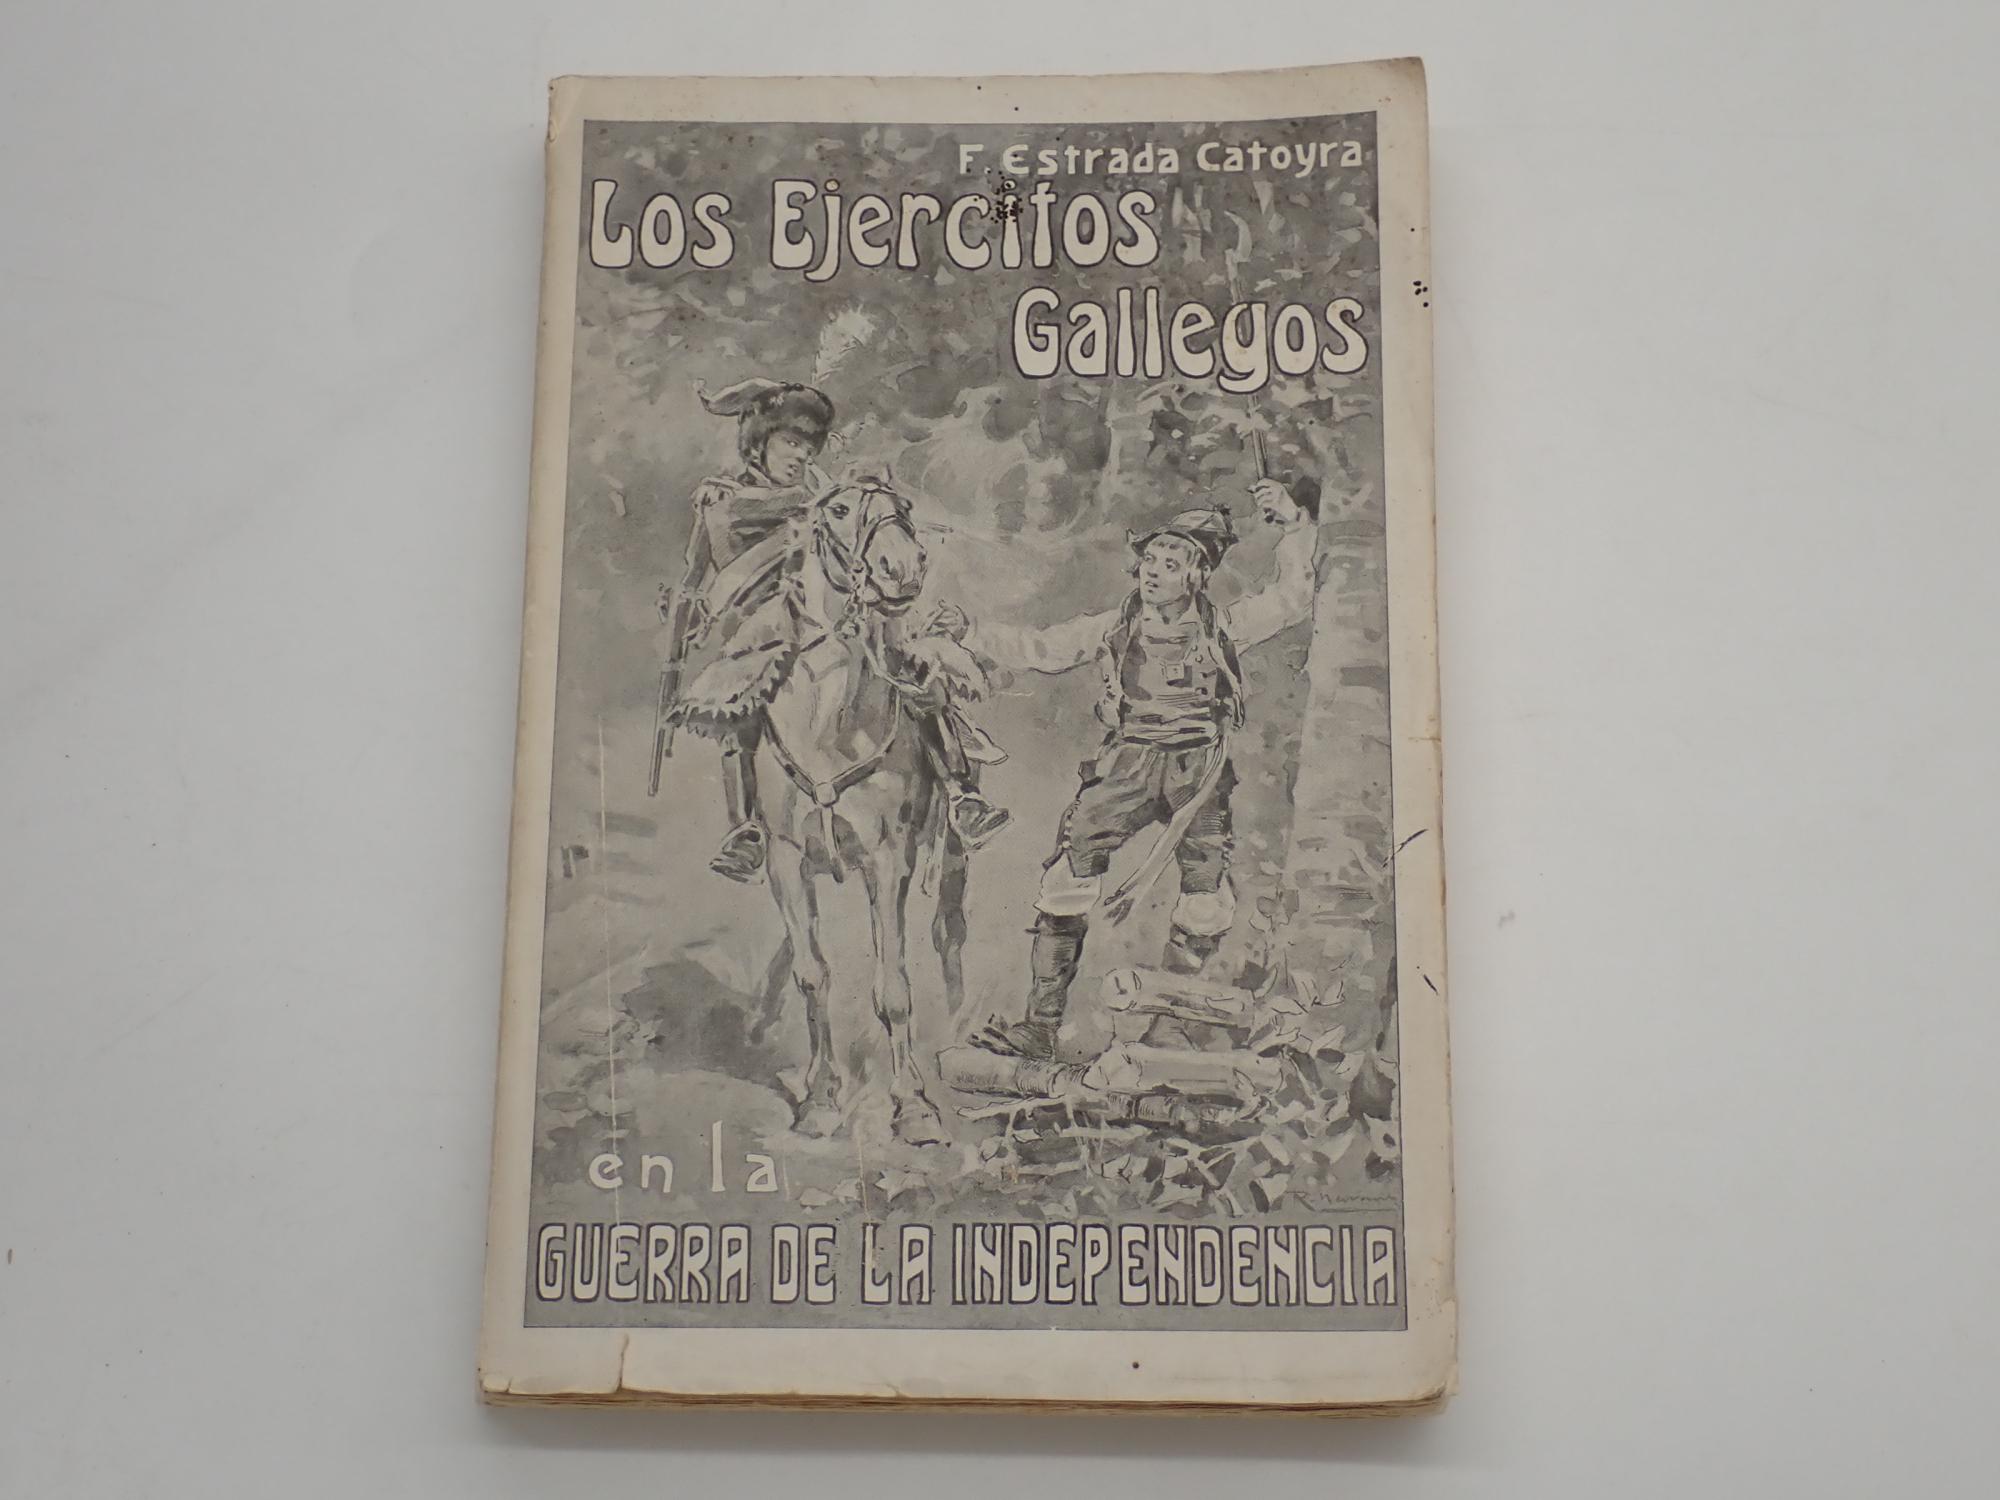 F. Estrada Catoyra
Los Ejercitos
Gallegos
en la
GUERRA DE LA INDEPENDENCIA